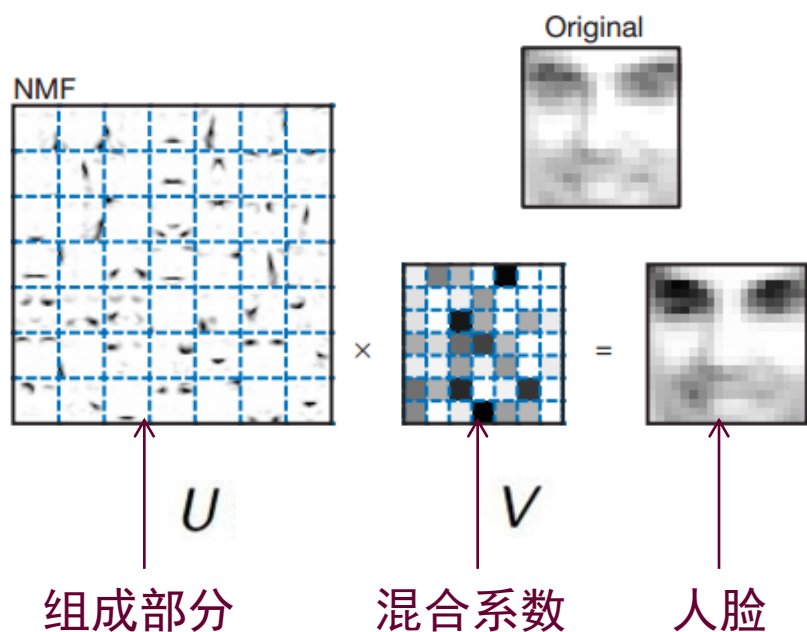 Original
NMF
×
=
U
V
组成部分
混合系数
人脸